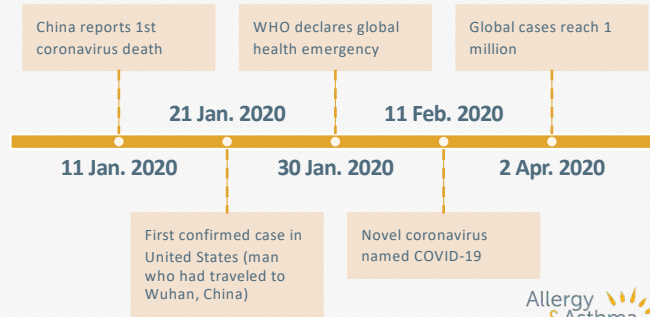 China reports 1st
coronavirus death
WHO declares global
health emergency
Global cases reach 1
million
21 Jan. 2020
11 Feb. 2020
11 Jan. 2020
30 Jan. 2020
2 Apr. 2020
First confirmed case in
United States (man
who had traveled to
Wuhan, China)
Novel coronavirus
named COVID-19
Allergy
& Asthma